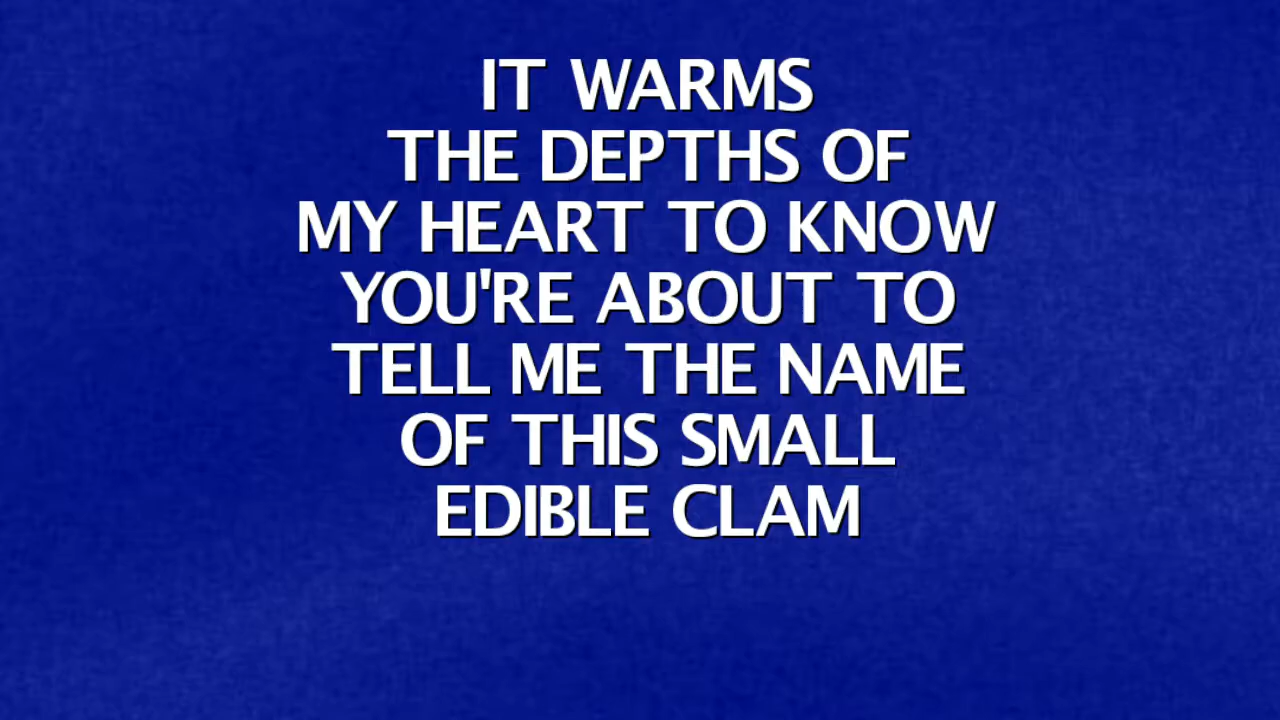 IT WARMS
THE DEPTHS OF
MY HEART TO KNOW
YOU'RE ABOUT TO
TELL ME THE NAME
OF THIS SMALL
EDIBLE CLAM